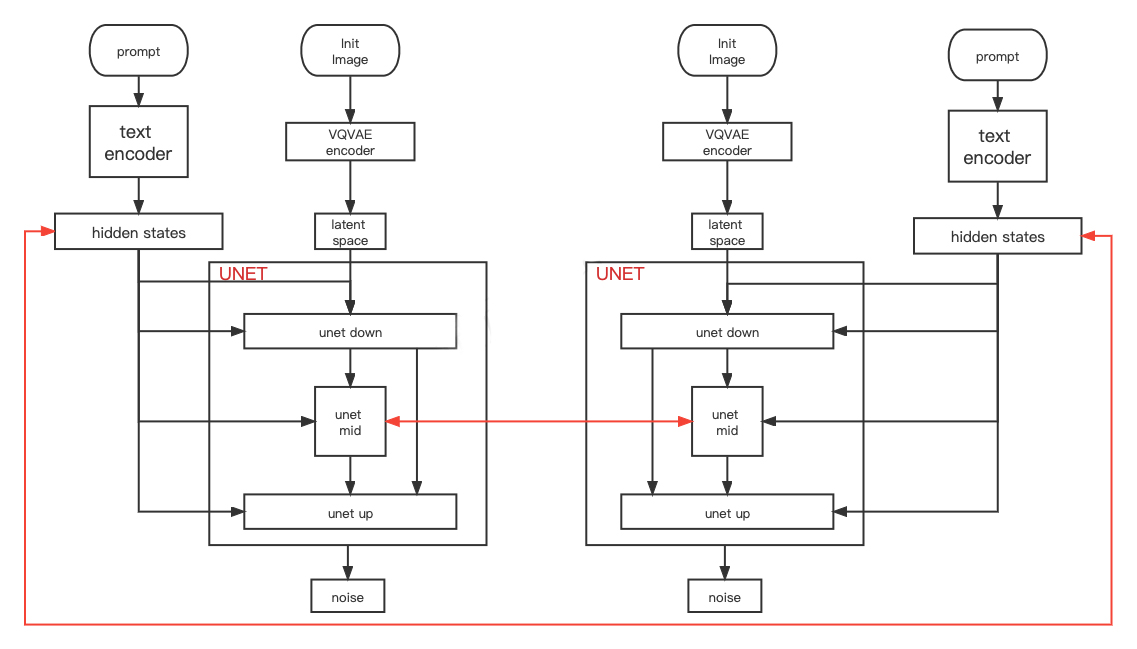 prompt
Init
Image
Init
Image
prompt
text
encoder
VQVAE
encoder
VQVAE
encoder
text
encoder
hidden states
latent
space
latent
space
hidden states
UNET
UNET
unet down
unet down
unet
mid
unet
mid
unet up
unet up
noise
noise